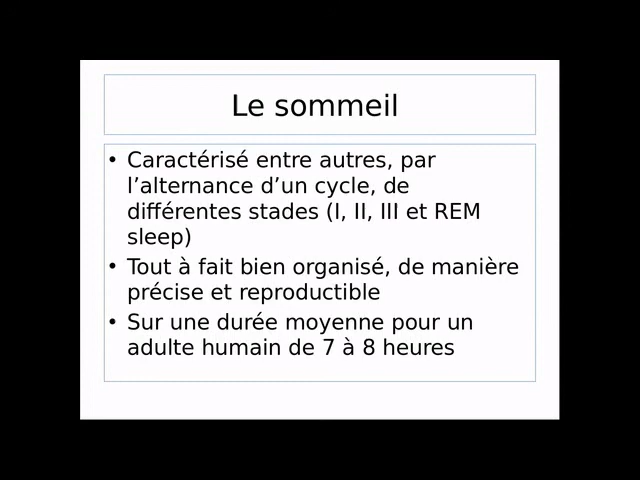 Le sommeil
• Caractérisé entre autres, par
l’alternance d’un cycle, de
différentes stades (I, II, III et REM
sleep)
• Tout à fait bien organisé, de manière
précise et reproductible
• Sur une durée moyenne pour un
adulte humain de 7 à 8 heures